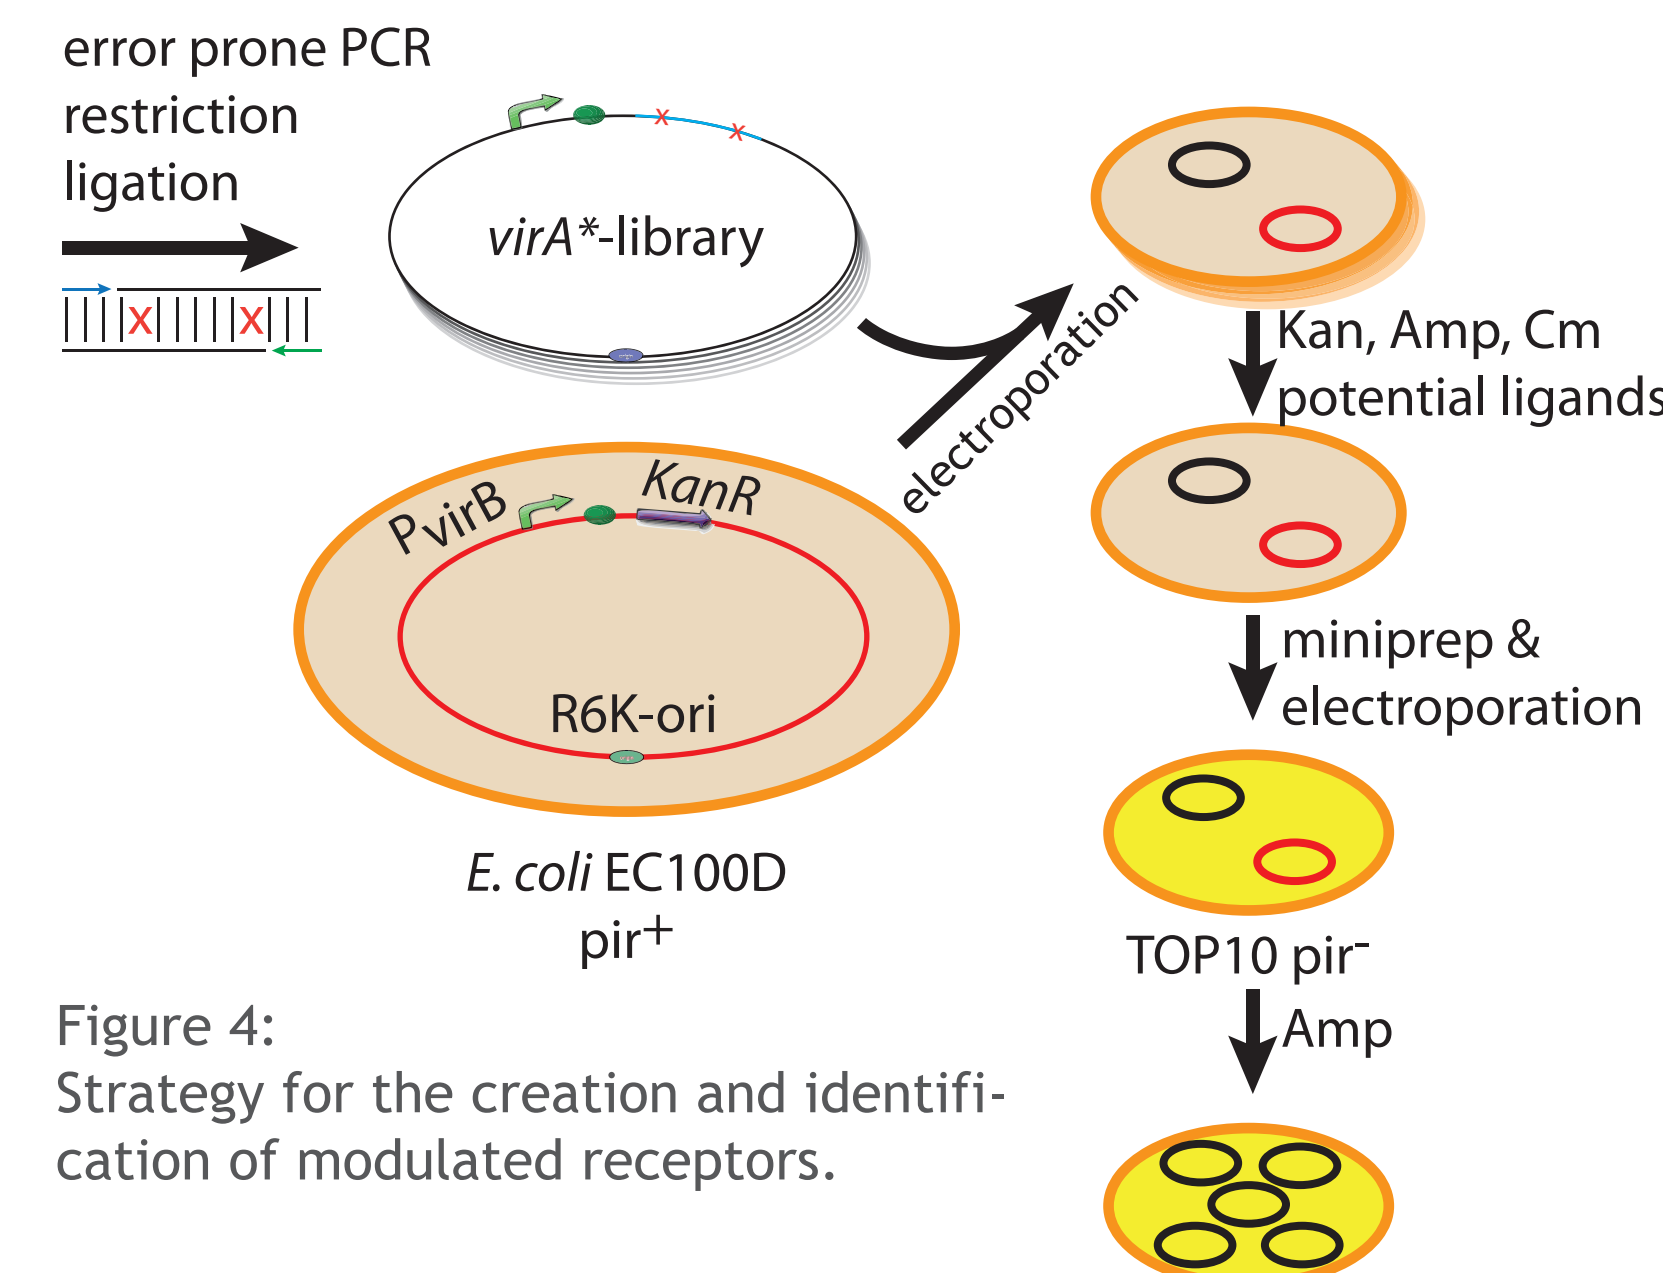 error prone PCR
restriction
ligation
virA*-library
electroporation
Kan, Amp, Cm
potential ligands
PvirB
KanR
R6K-ori
E. coli EC100D
pir+
miniprep &
electroporation
TOP10 pir-
Amp
Figure 4:
Strategy for the creation and identifi-
cation of modulated receptors.